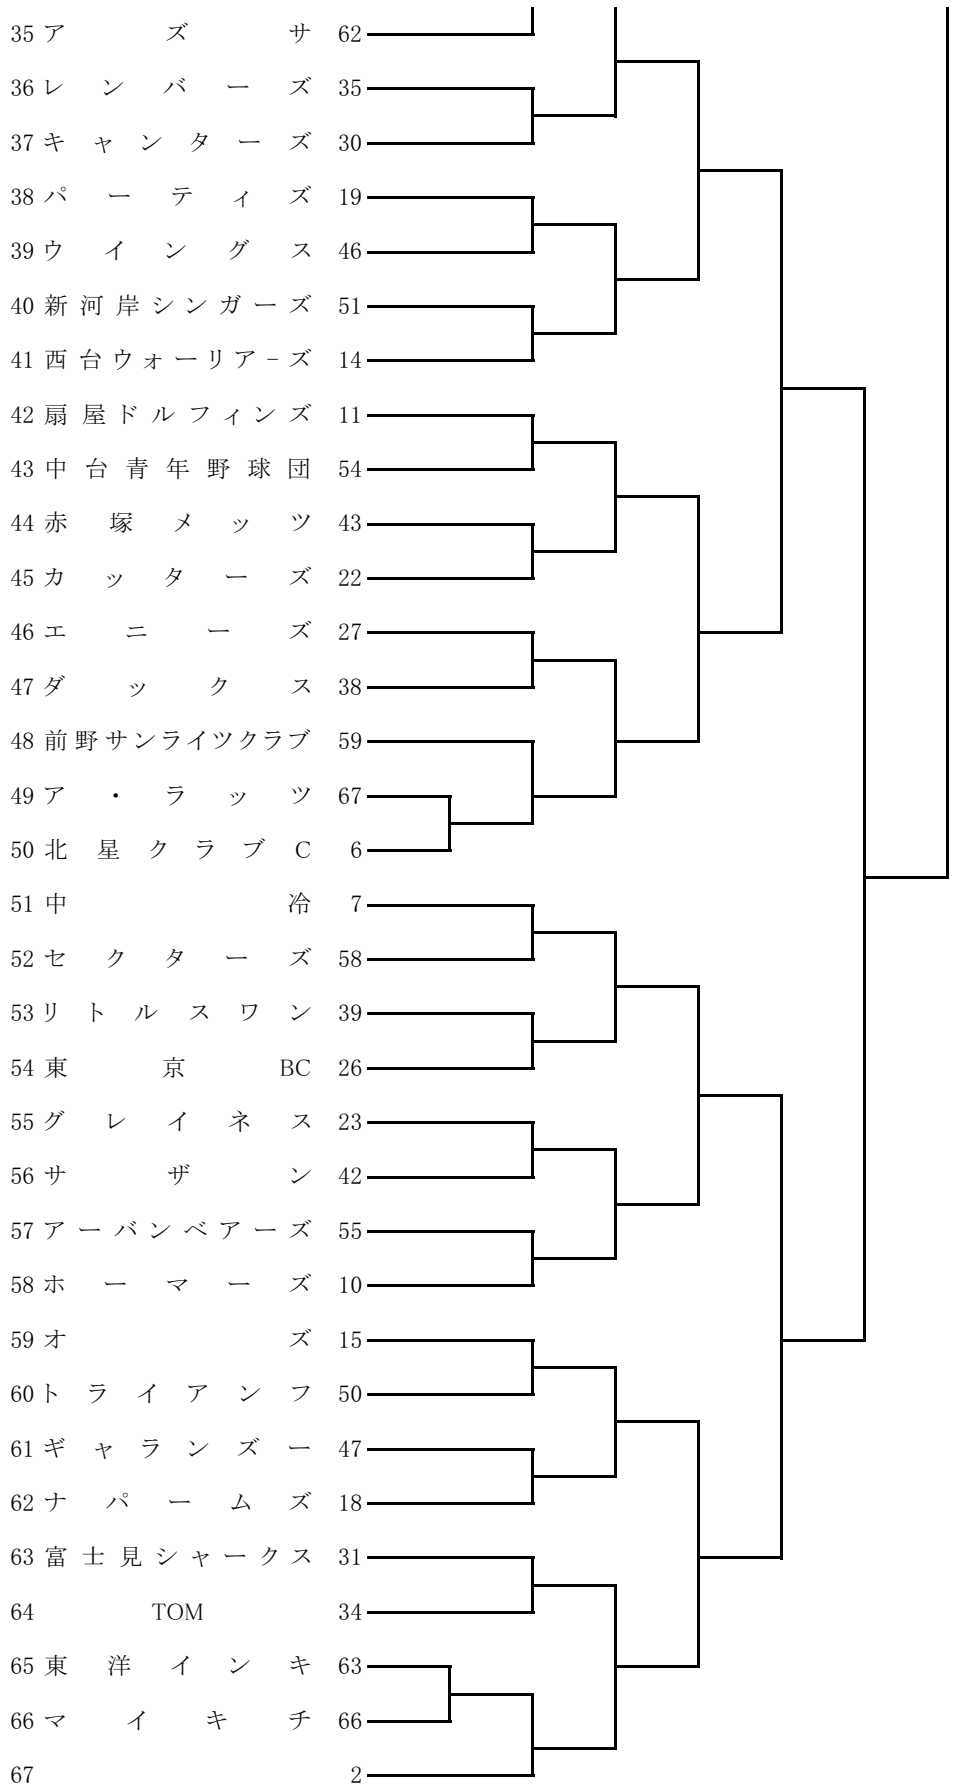 35 アズサ 62
36 レンバーズ 35
37 キャンターズ 30
38 パーティズ 19
39 ウイングス 46
40 新河岸シンガーズ 51
41 西台ウォーリア－ズ 14
42 扇屋ドルフィンズ 11
43 中台青年野球団 54
44 赤塚メッツ 43
45 カッターズ 22
46 エニーズ 27
47 ダックス 38
48 前野サンライツクラブ 59
49 ア・ラッツ 67
50 北星クラブC 6
51 中冷 7
52 セクターズ 58
53 リトルスワン 39
54 東京BC 26
55 グレイネス 23
56 サザン 42
57 アーバンベアーズ 55
58 ホーマーズ 10
59 オズ 15
60 トライアンフ 50
61 ギャランズー 47
62 ナパームズ 18
63 富士見シャークス 31
64 TOM 34
65 東洋インキ 63
66 マイキチ 66
67 2